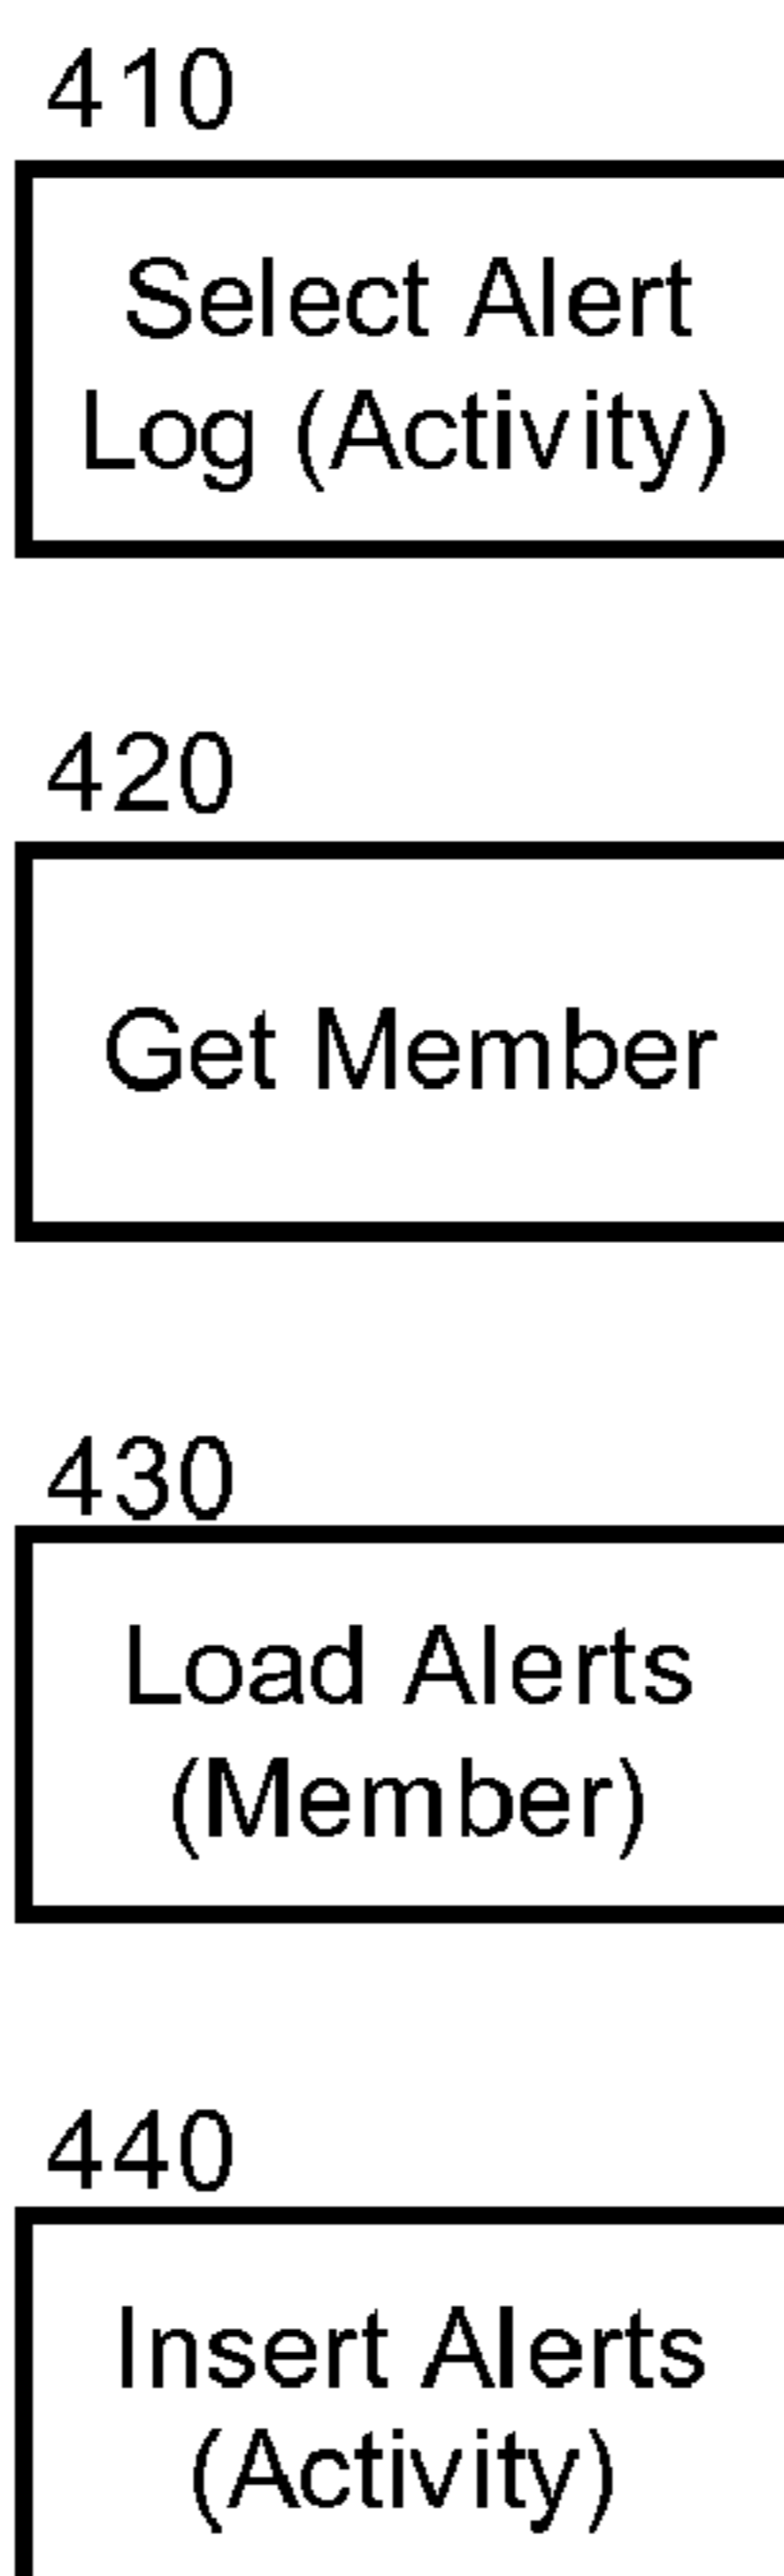 410
Select Alert
Log (Activity)
420
Get Member
430
Load Alerts
(Member)
440
Insert Alerts
(Activity)